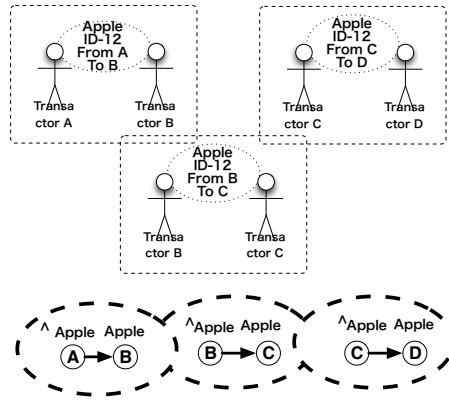 Apple
ID-12
From A
To B
Transa
ctor A
Transa
ctor B
Apple
ID-12
From C
To D
Transa
ctor C
Transa
ctor D
Apple
ID-12
From B
To C
Transa
ctor B
Transa
ctor C
^ Apple Apple
A B
^Apple Apple
B C
^Apple Apple
C D